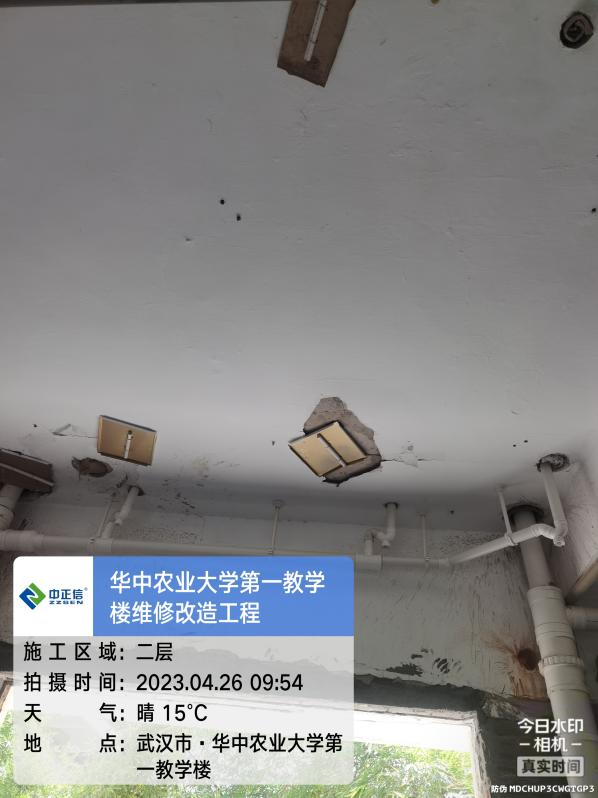 中正信®
ZZSEN
华中农业大学第一教学
楼维修改造工程
施工区域：二层
拍摄时间：2023.04.26 09:54
天气：晴 15℃
地点：武汉市·华中农业大学第
一教学楼
今日水印
-相机-
真实时间
防伪 MDCHUP3CWGTGP3